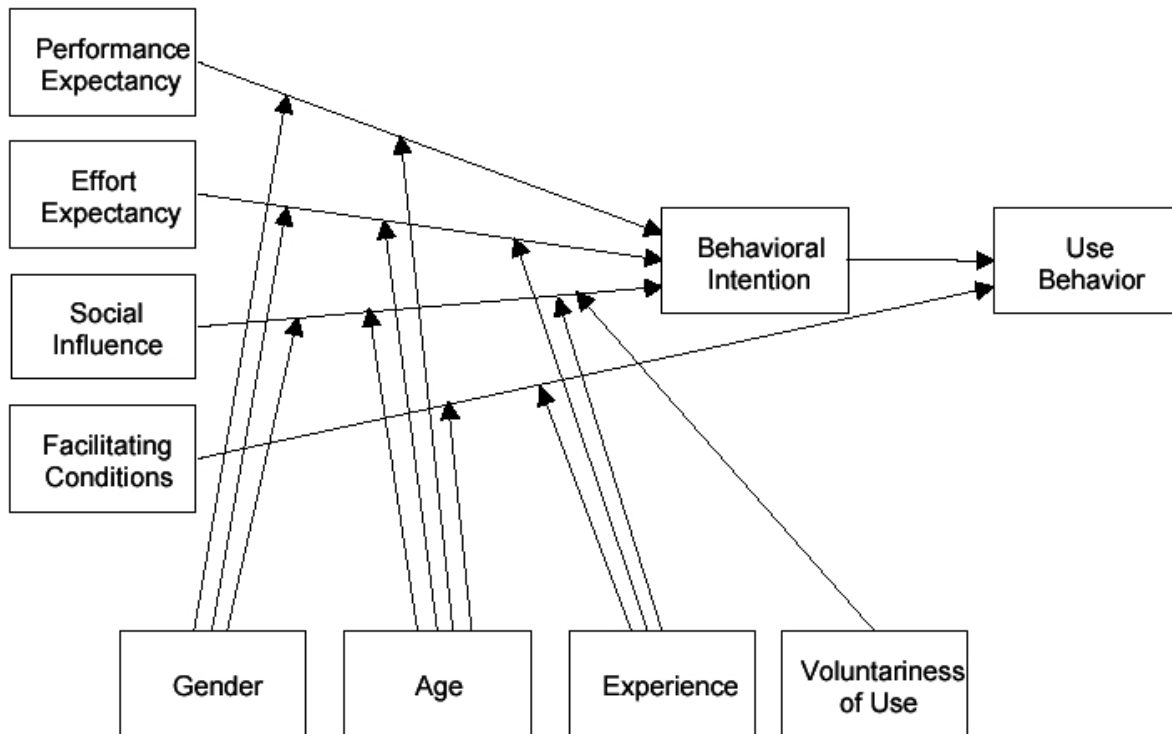 Performance
Expectancy
Effort
Expectancy
Social
Influence
Facilitating
Conditions
Behavioral
Intention
Use
Behavior
Gender
Age
Experience
Voluntariness
of Use